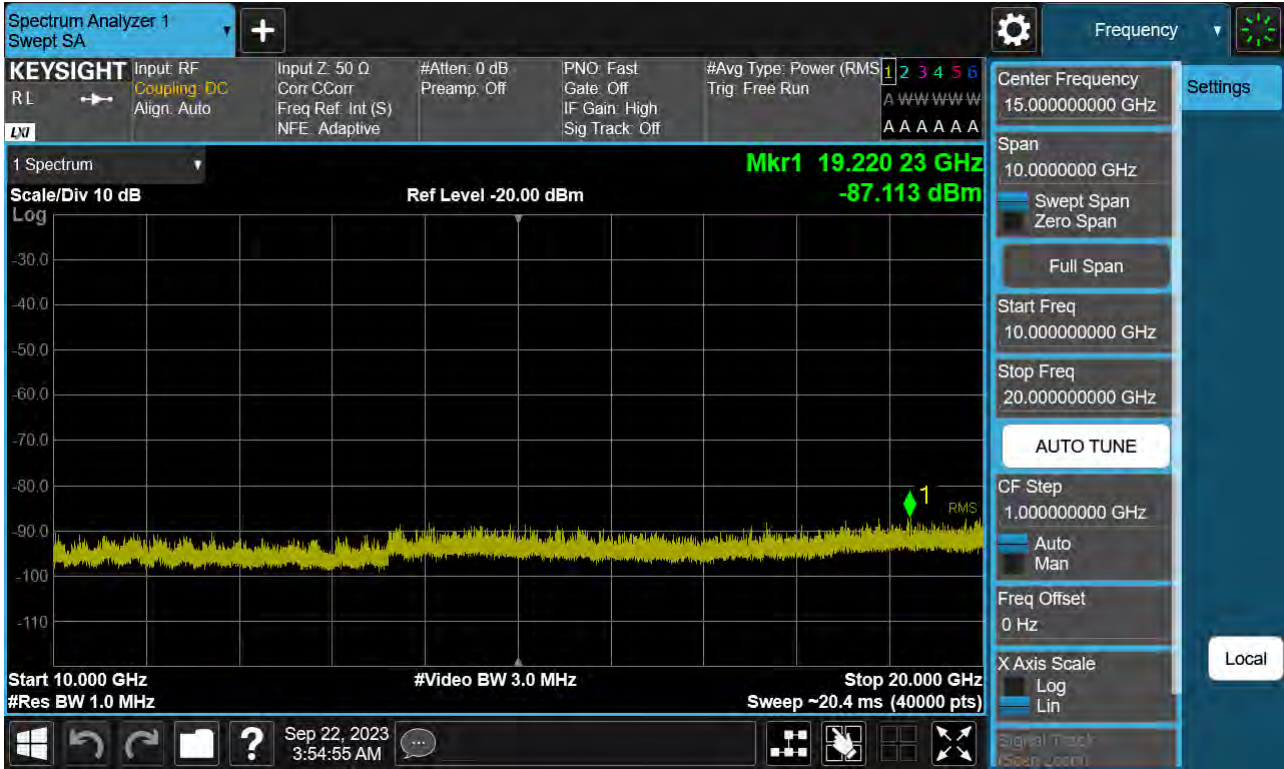 Spectrum Analyzer 1
Swept SA
+
Frequency
KEYSIGHT
RL
LXI
Input: RF
Coupling: DC
Align: Auto
Input Z: 50 Ω
Corr CCorr
Freq Ref: Int (S)
NFE: Adaptive
#Atten: 0 dB
Preamp: Off
PNO: Fast
Gate: Off
IF Gain: High
Sig Track: Off
#Avg Type: Power (RMS
Trig: Free Run
1 2 3 4 5 6
A W W W W W
A A A A A A
1 Spectrum
Scale/Div 10 dB
Ref Level -20.00 dBm
Mkr1 19.220 23 GHz
-87.113 dBm
Log
-30.0
-40.0
-50.0
-60.0
-70.0
-80.0
-90.0
-100
-110
1
RMS
Start 10.000 GHz
#Res BW 1.0 MHz
#Video BW 3.0 MHz
Stop 20.000 GHz
Sweep ~20.4 ms (40000 pts)
?
Sep 22, 2023
3:54:55 AM
Center Frequency
15.000000000 GHz
Span
10.0000000 GHz
Swept Span
Zero Span
Full Span
Start Freq
10.000000000 GHz
Stop Freq
20.000000000 GHz
AUTO TUNE
CF Step
1.000000000 GHz
Auto
Man
Freq Offset
0 Hz
X Axis Scale
Log
Lin
Signal Track
(Span Zoom)
Settings
Local